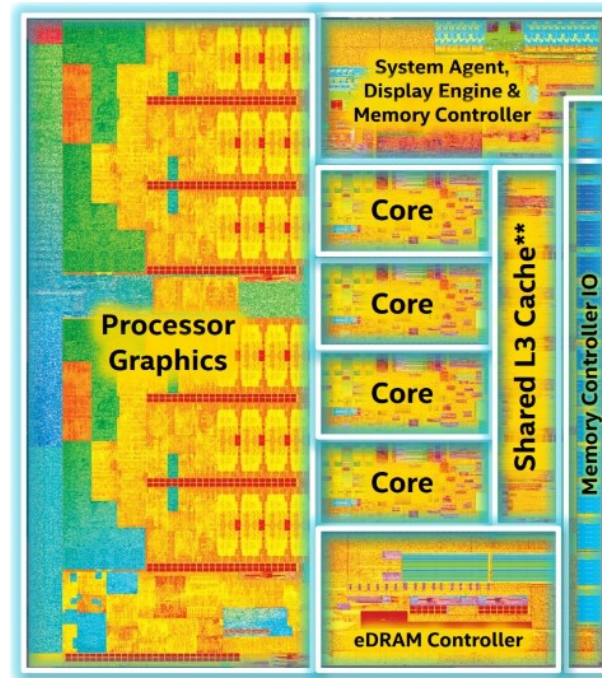 System Agent,
Display Engine &
Memory Controller
Core
Core
Core
Core
Shared L3 Cache**
Memory Controller IO
Processor
Graphics
eDRAM Controller